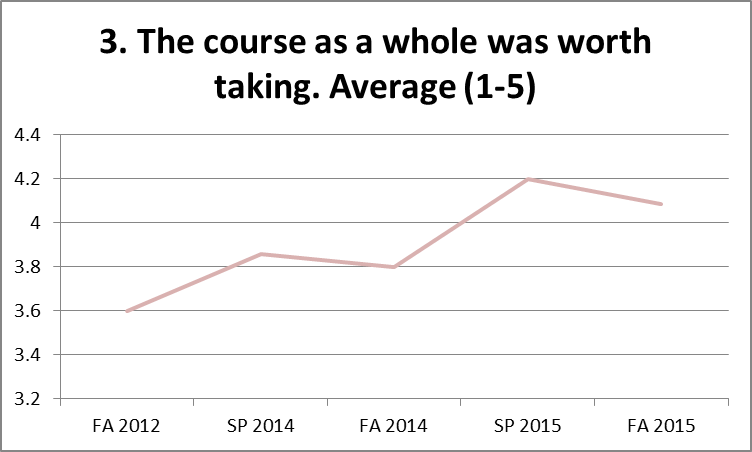 3. The course as a whole was worth
taking. Average (1-5)
4.4
4.2
4
3.8
3.6
3.4
3.2
FA 2012 SP 2014 FA 2014 SP 2015 FA 2015